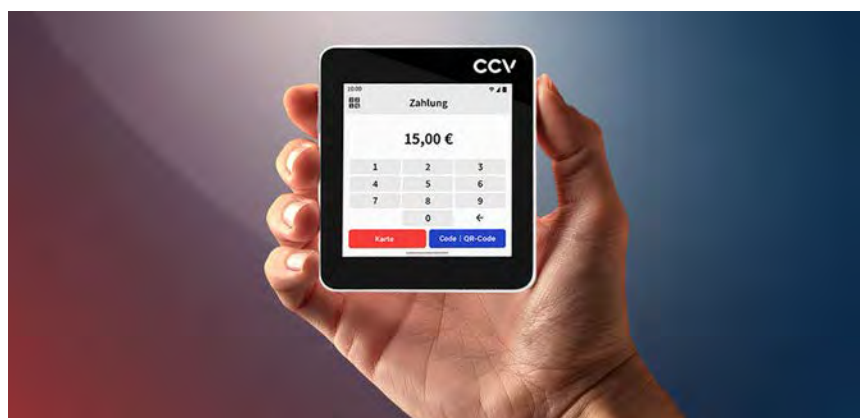 CCV
10:00
Zahlung
15,00 €
1 2 3
4 5 6
7 8 9
0 ←
Karte Code | QR-Code